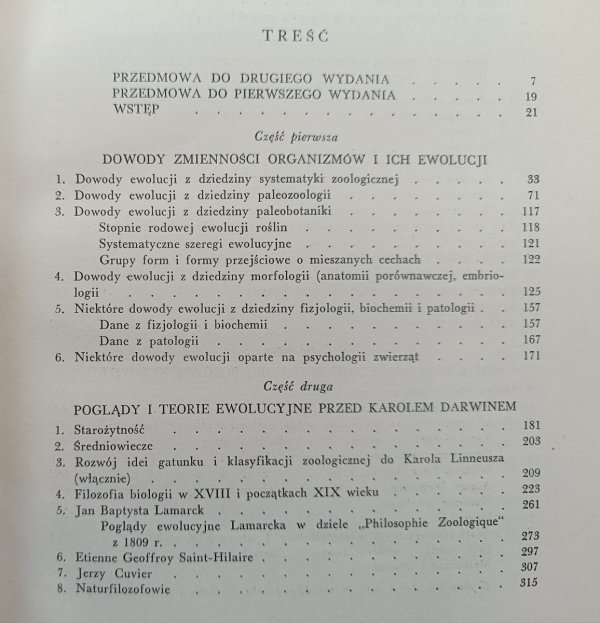 TREŚĆ
PRZEDMOWA DO DRUGIEGO WYDANIA . . . . . 7
PRZEDMOWA DO PIERWSZEGO WYDANIA . . . . . 19
WSTĘP . . . . . . . . . . . 21
Część pierwsza
DOWODY ZMIENNOŚCI ORGANIZMÓW I ICH EWOLUCJI
1. Dowody ewolucji z dziedziny systematyki zoologicznej . . . . . 33
2. Dowody ewolucji z dziedziny paleozoologii . . . . . . . 71
3. Dowody ewolucji z dziedziny paleobotaniki . . . . . . . 117
Stopnie rodowej ewolucji roślin . . . . . . . . 118
Systematyczne szeregi ewolucyjne . . . . . . . . 121
Grupy form i formy przejściowe o mieszanych cechach . . . . 122
4. Dowody ewolucji z dziedziny morfologii (anatomii porównawczej, embrio-
logii . . . . . . . . . . . . . . 125
5. Niektóre dowody ewolucji z dziedziny fizjologii, biochemii i patologii . . 157
Dane z fizjologii i biochemii . . . . . . . . . 157
Dane z patologii . . . . . . . . . . . 167
6. Niektóre dowody ewolucji oparte na psychologii zwierząt . . . . 171
Część druga
POGLĄDY I TEORIE EWOLUCYJNE PRZED KAROLEM DARWINEM
1. Starożytność . . . . . . . . . . . . 181
2. Średniowiecze . . . . . . . . . . . . 203
3. Rozwój idei gatunku i klasyfikacji zoologicznej do Karola Linneusza
(włącznie) . . . . . . . . . . . . . 209
4. Filozofia biologii w XVIII i początkach XIX wieku . . . . . . 223
5. Jan Baptysta Lamarck . . . . . . . . . . . 261
Poglądy ewolucyjne Lamarcka w dziele „Philosophie Zoologique"
z 1809 r. . . . . . . . . . . . . . 273
6. Etienne Geoffroy Saint-Hilaire . . . . . . . . . . 297
7. Jerzy Cuvier . . . . . . . . . . . . . 307
8. Naturfilozofowie . . . . . . . . . . . . 315